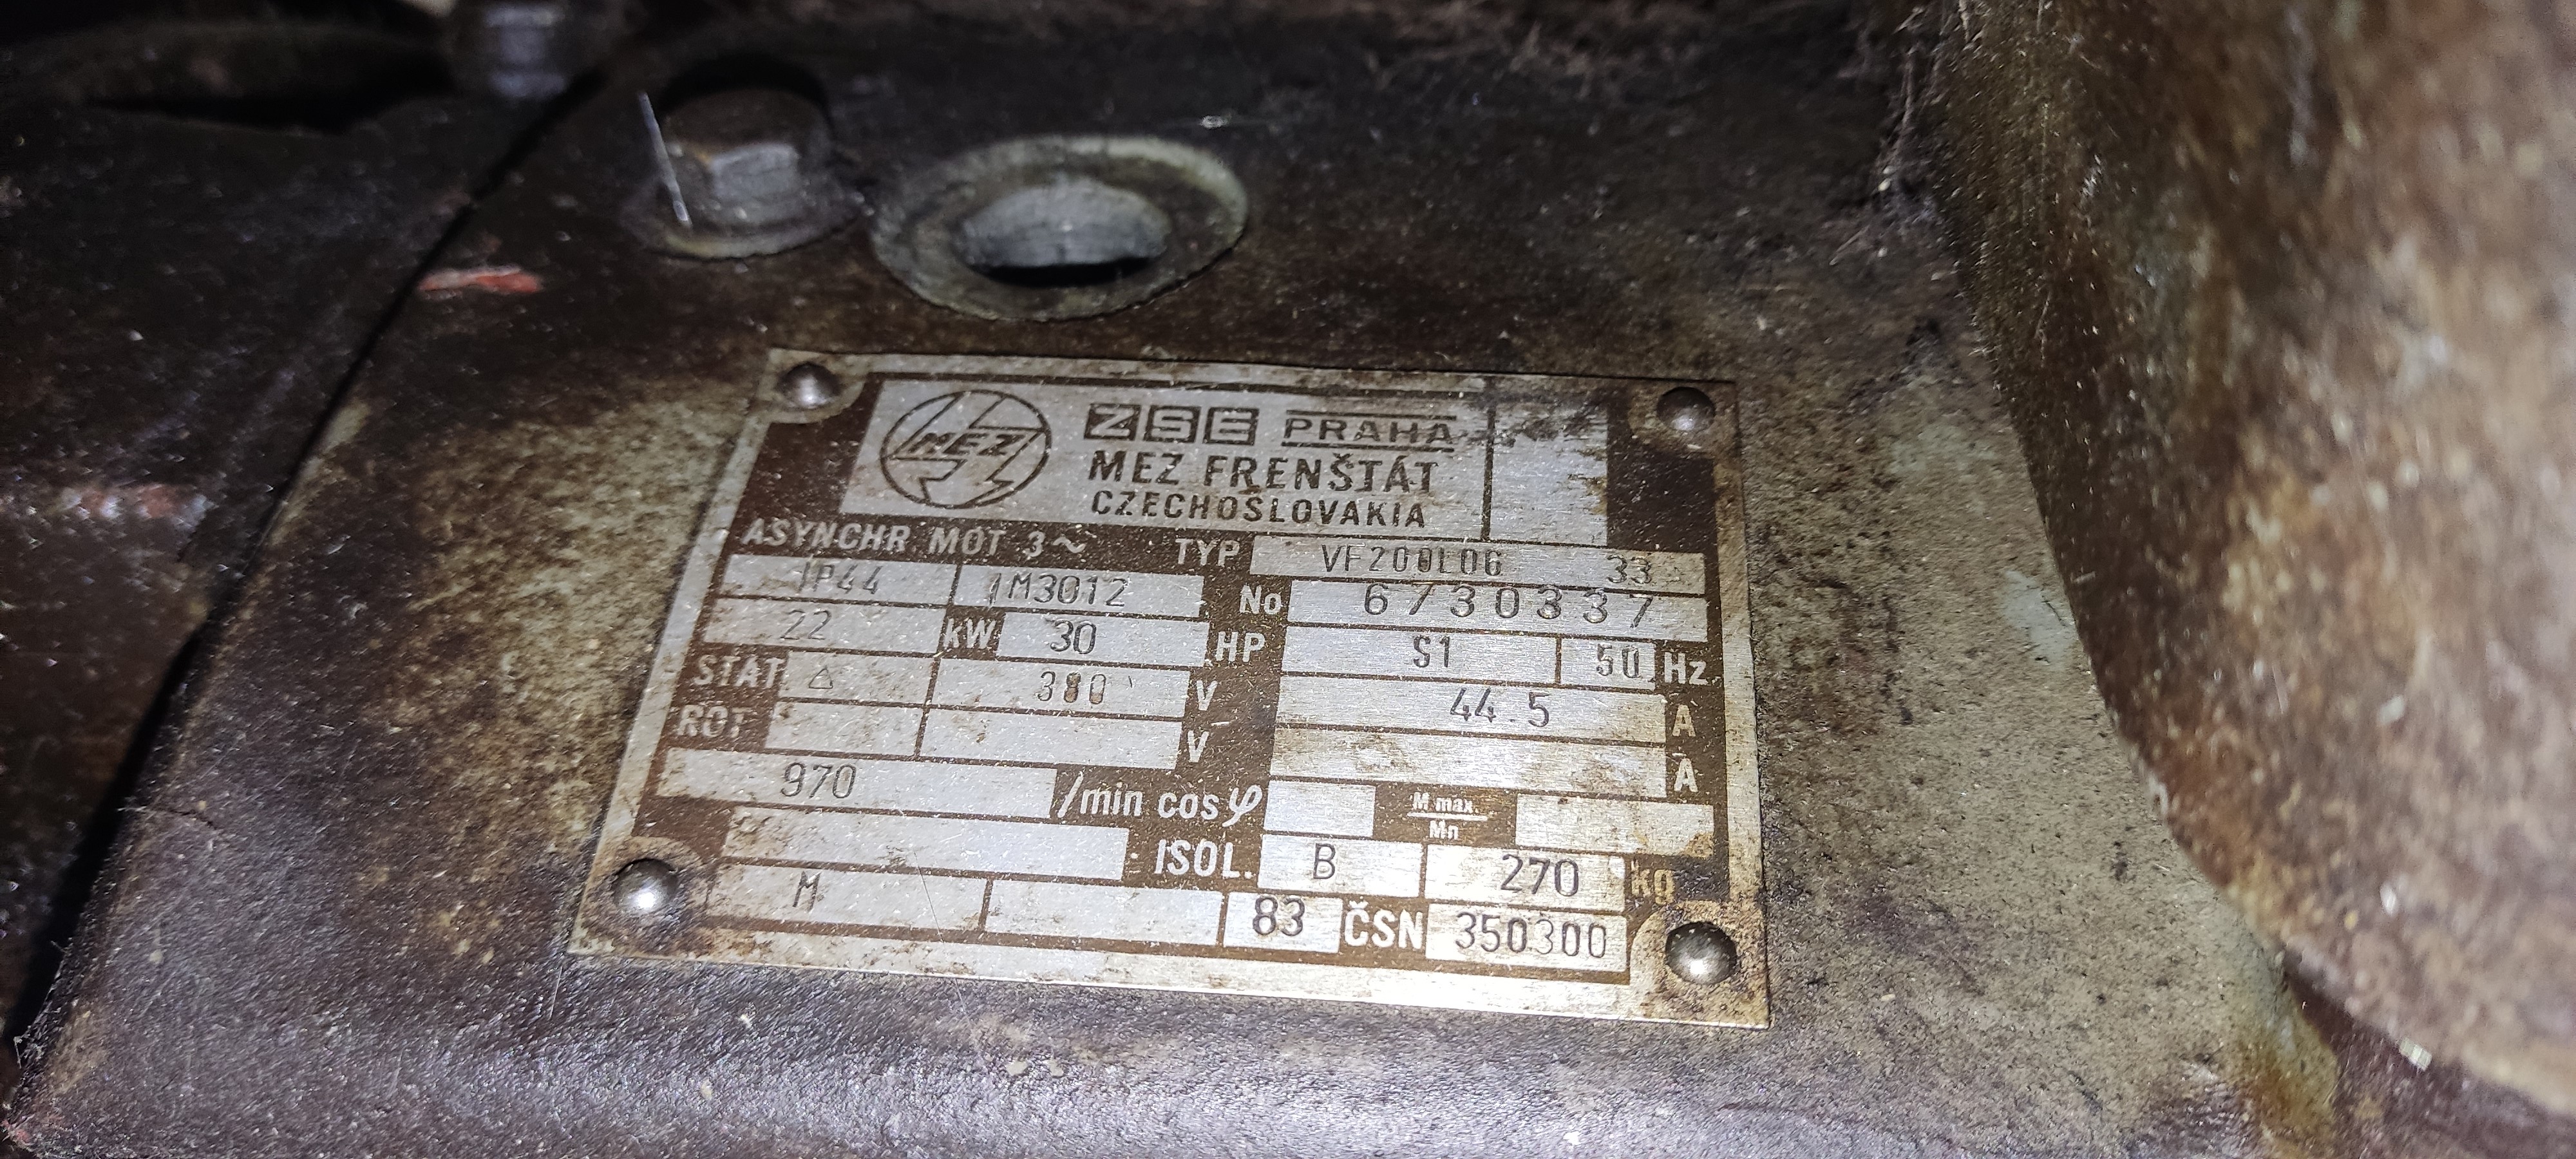 MEZ
ZSE PRAHA
MEZ FRENŠTÁT
CZECHOSLOVAKIA
ASYNCHR. MOT 3~ TYP VF200L06 33
IP44 IM3012 No 6730337
22 kW 30 HP S1 50 Hz
STAT △ 380 V 44.5 A
ROT V A
970 /min cos φ M max. / Mn
ISOL. B 270 kg
M 83 ČSN 350300